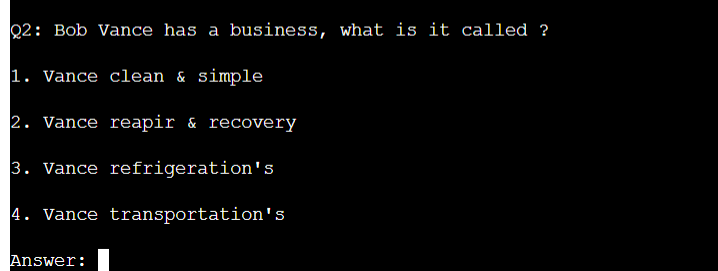 Q2: Bob Vance has a business, what is it called ?
1. Vance clean & simple
2. Vance reapir & recovery
3. Vance refrigeration's
4. Vance transportation's
Answer: